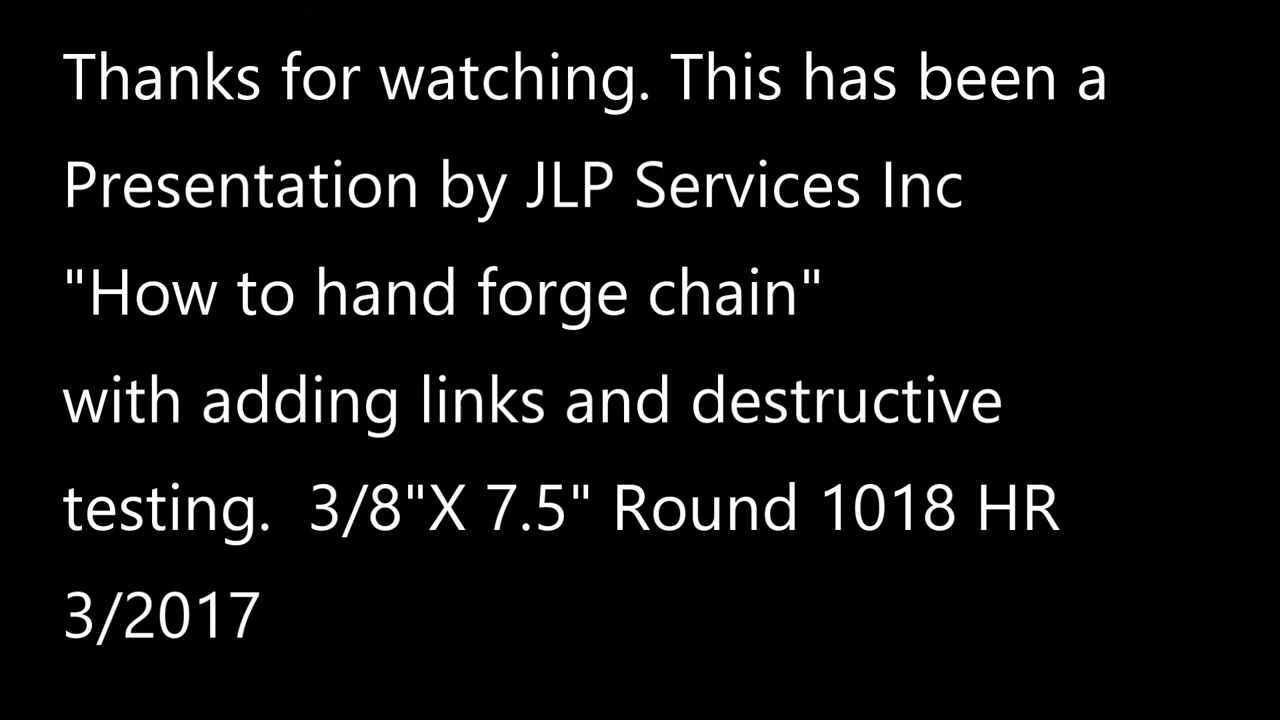 Thanks for watching. This has been a
Presentation by JLP Services Inc
"How to hand forge chain"
with adding links and destructive
testing.  3/8"X 7.5" Round 1018 HR
3/2017